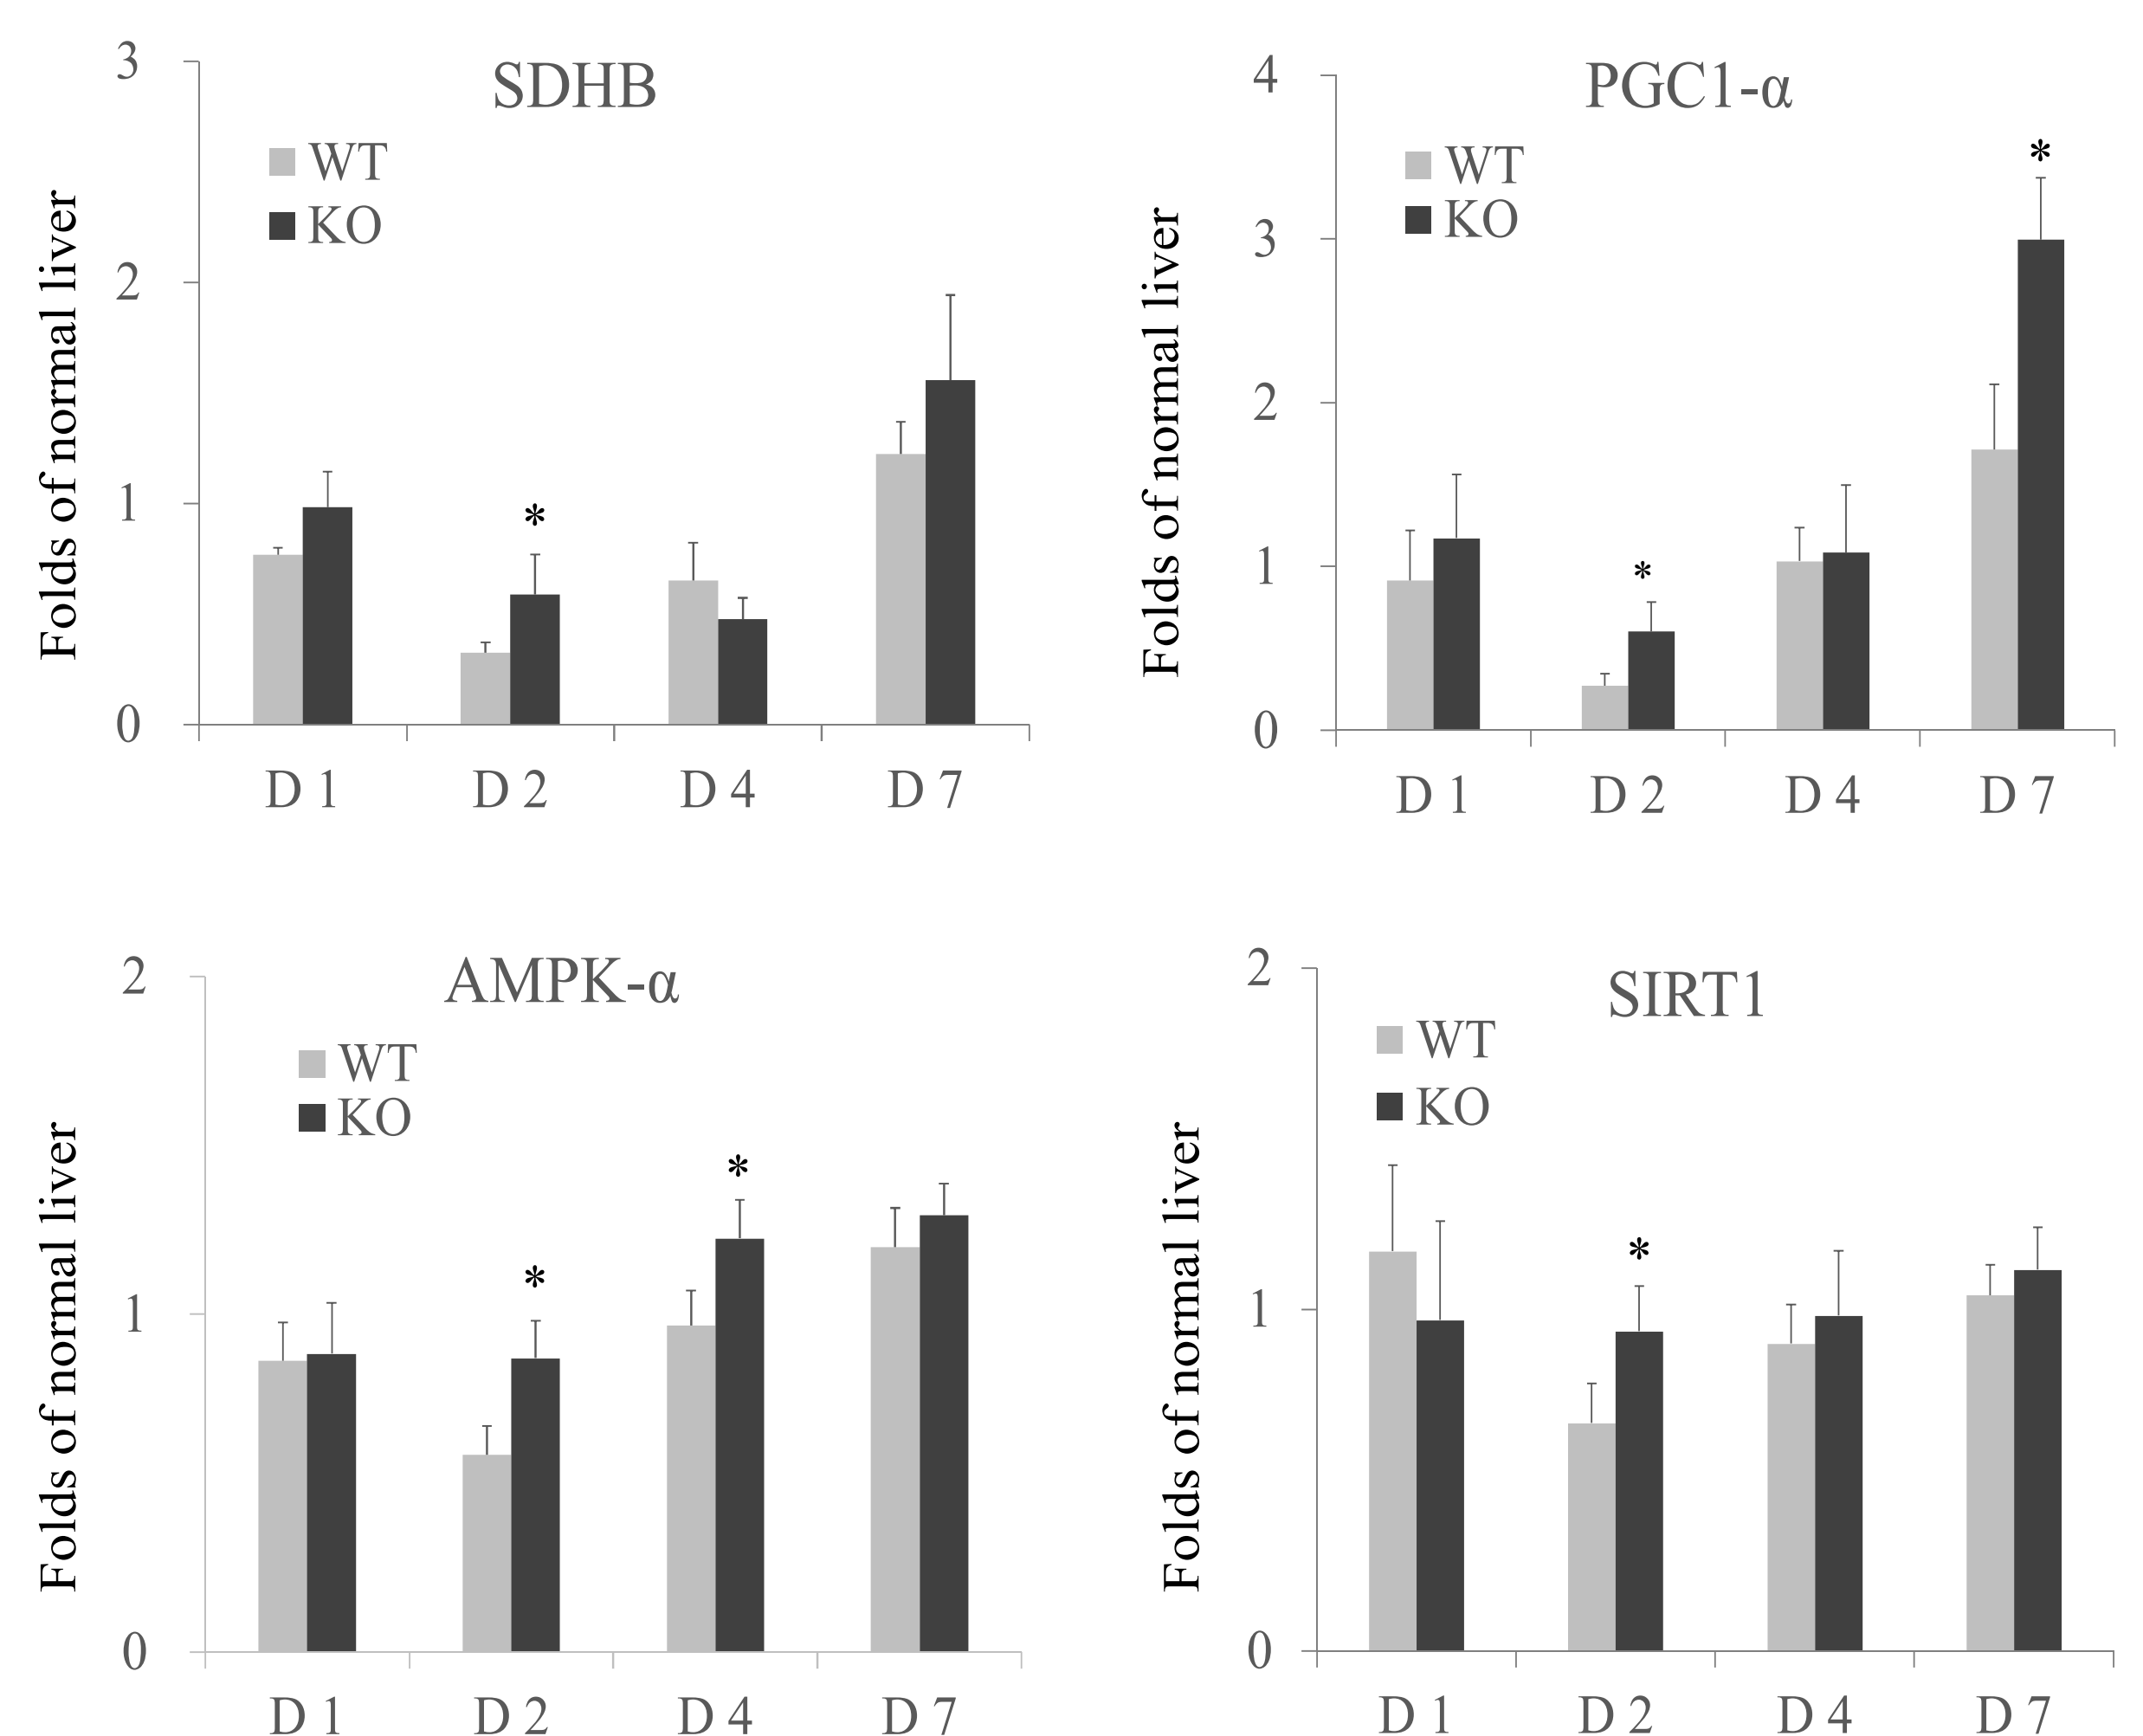 SDHB
3
2
1
0
Folds of normal liver
WT
KO
*
D 1 D 2 D 4 D 7
PGC1-α
4
3
2
1
0
Folds of normal liver
WT
KO
*
*
D 1 D 2 D 4 D 7
AMPK-α
2
1
0
Folds of normal liver
WT
KO
*
*
D 1 D 2 D 4 D 7
SIRT1
2
1
0
Folds of normal liver
WT
KO
*
D 1 D 2 D 4 D 7